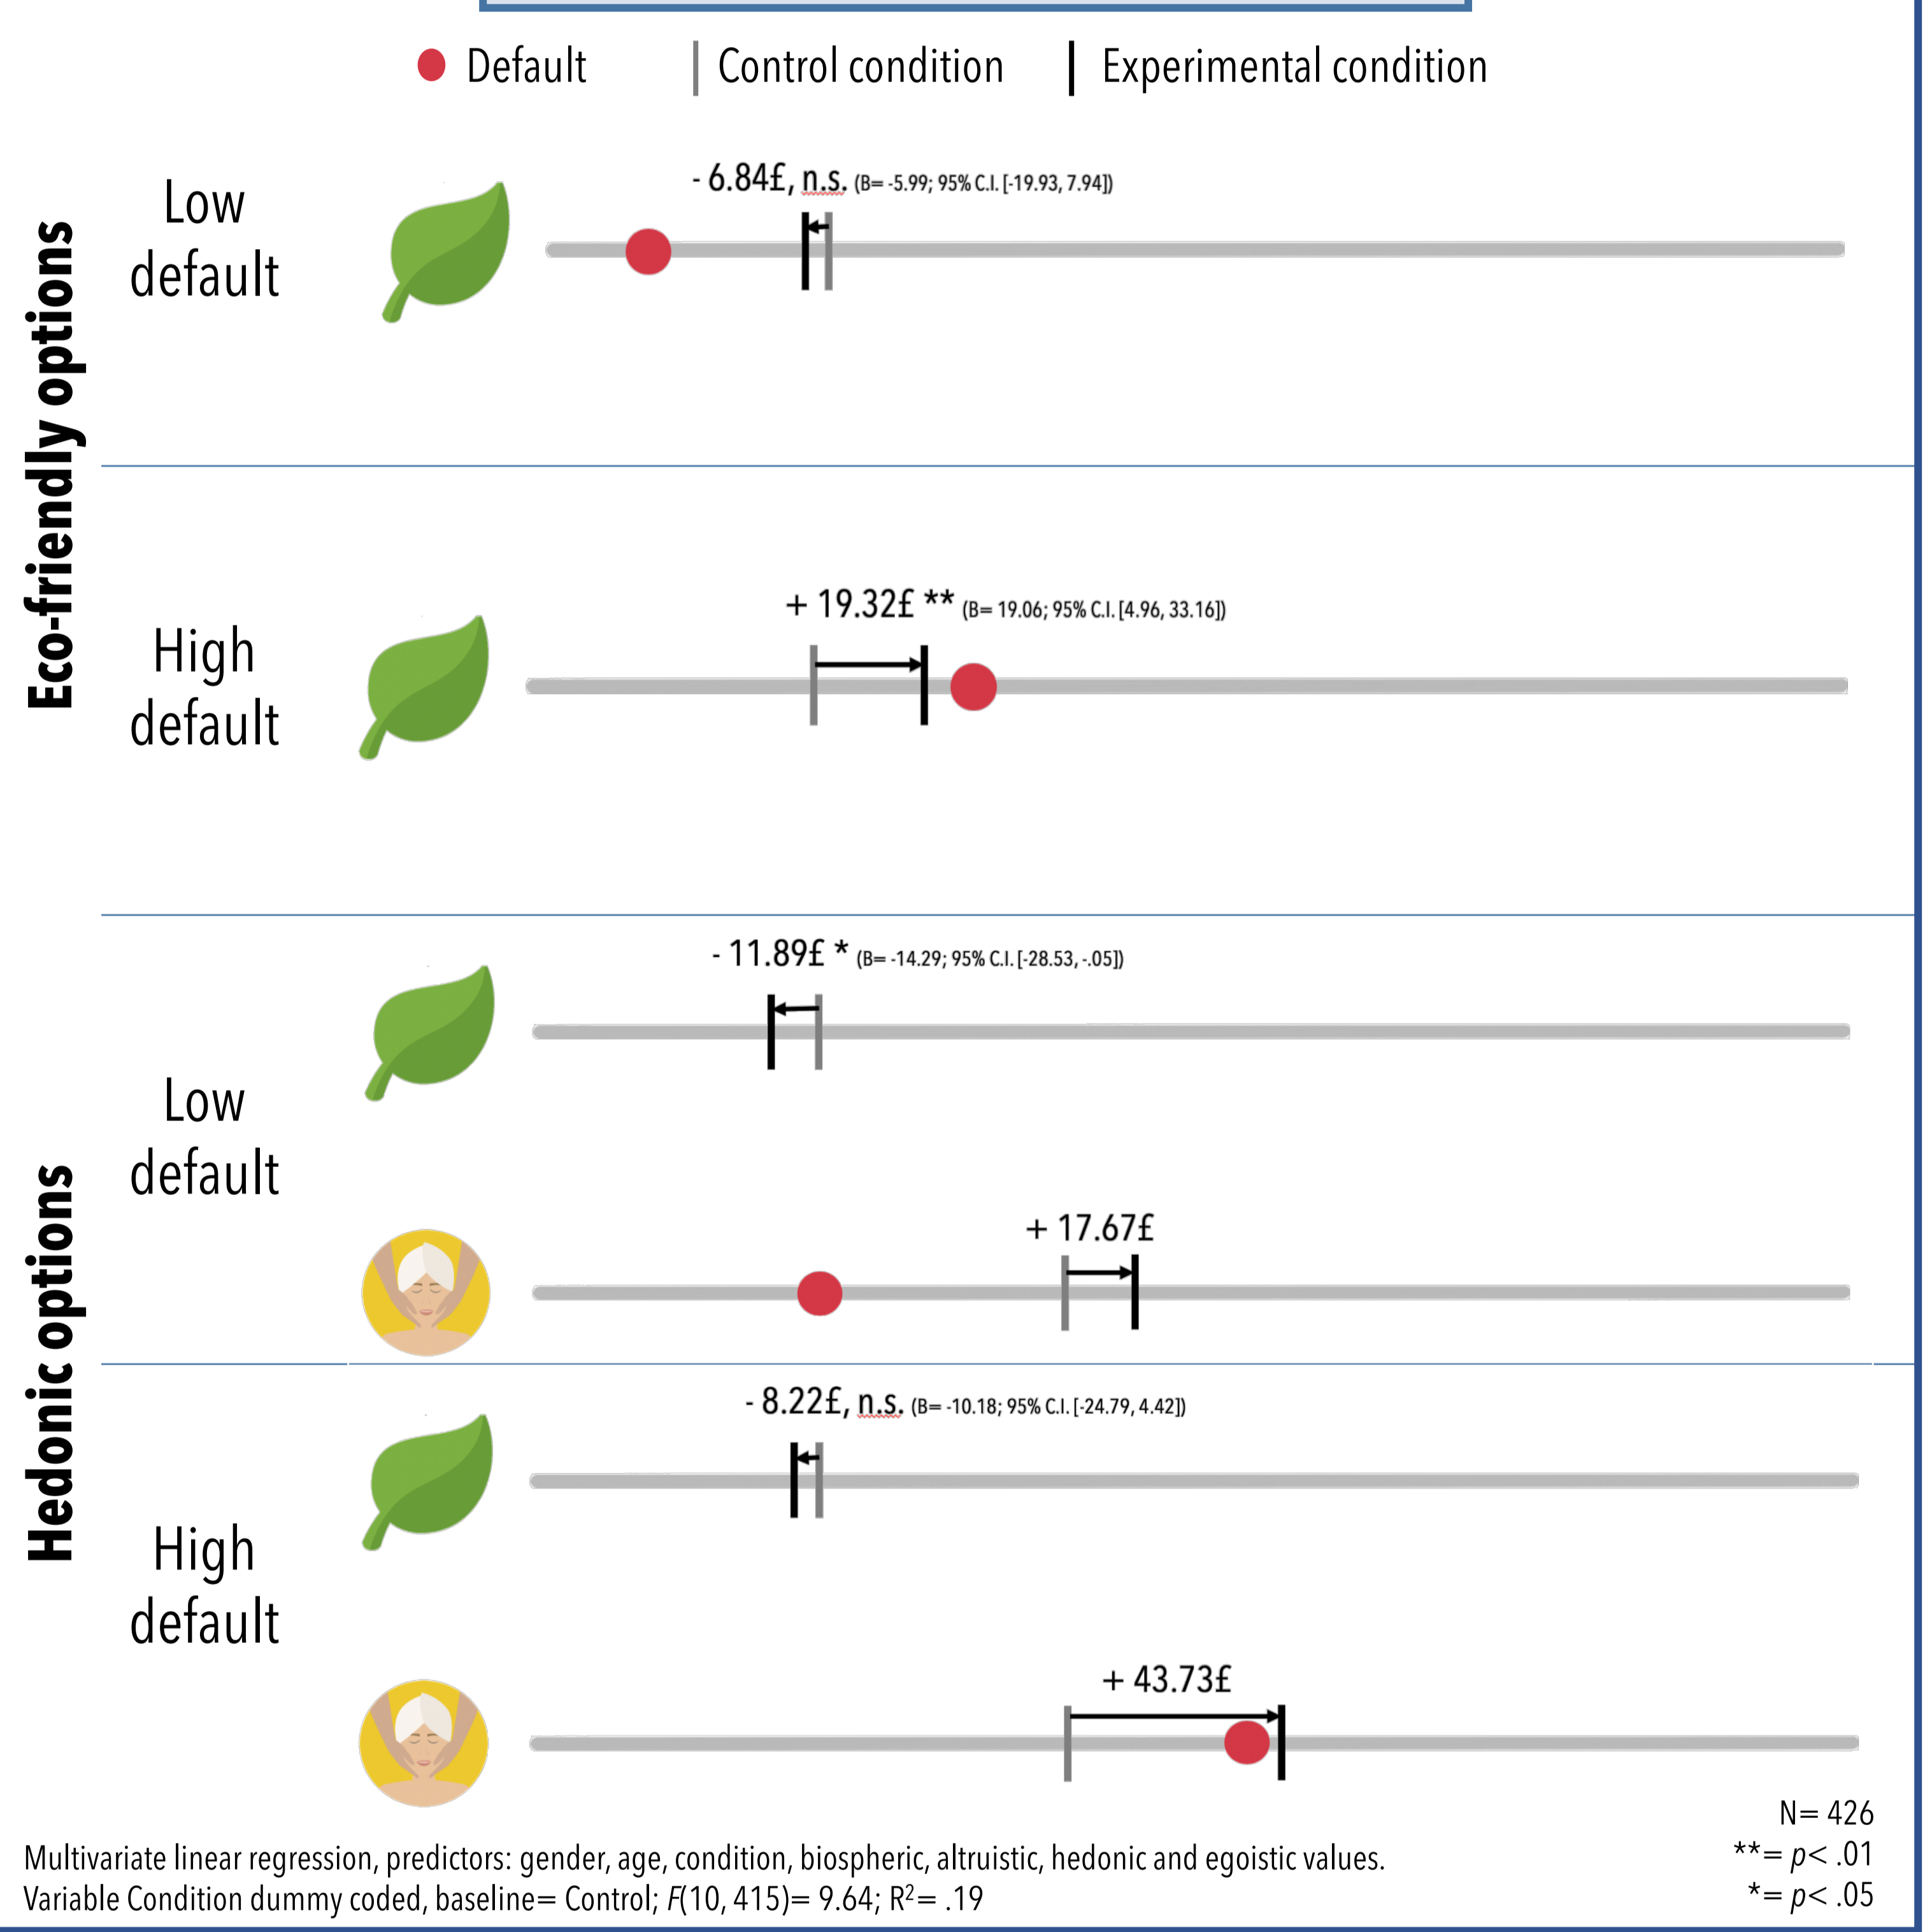 Default
Control condition
Experimental condition
Eco-friendly options
Low
default
- 6.84£, n.s. (B= -5.99; 95% C.I. [-19.93, 7.94])
High
default
+ 19.32£ ** (B= 19.06; 95% C.I. [4.96, 33.16])
Hedonic options
Low
default
- 11.89£ * (B= -14.29; 95% C.I. [-28.53, -.05])
+ 17.67£
High
default
- 8.22£, n.s. (B= -10.18; 95% C.I. [-24.79, 4.42])
+ 43.73£
N= 426
**= p< .01
*= p< .05
Multivariate linear regression, predictors: gender, age, condition, biospheric, altruistic, hedonic and egoistic values.
Variable Condition dummy coded, baseline= Control; F(10, 415)= 9.64; R²= .19